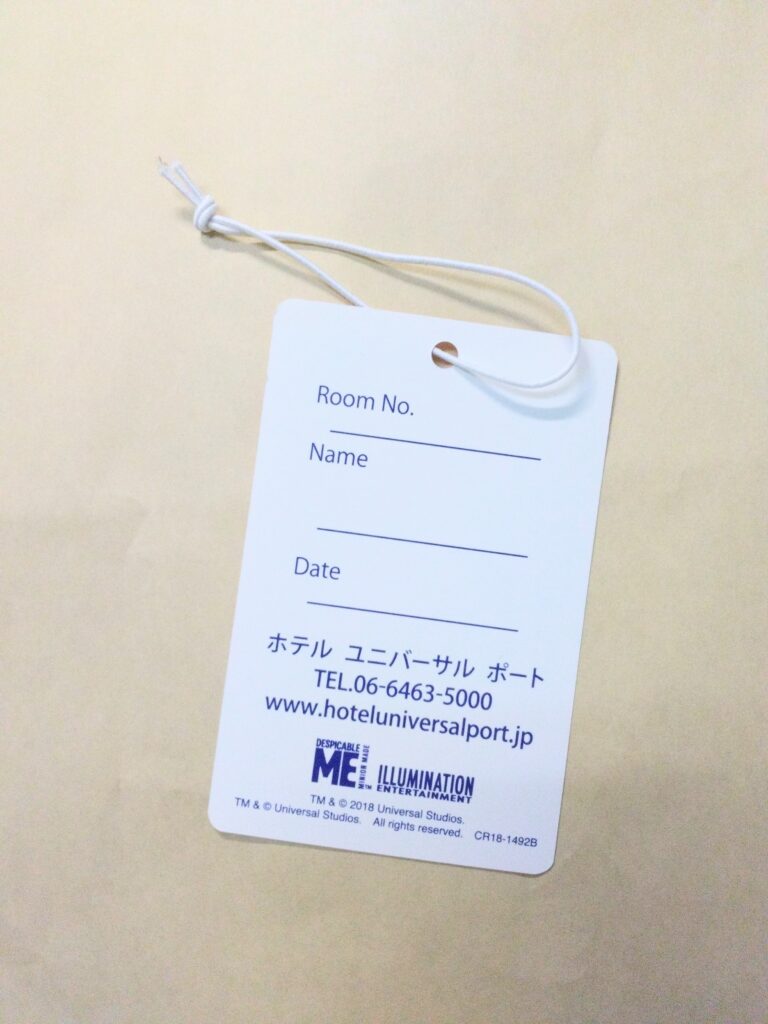 Room No.
Name
Date
ホテル ユニバーサル ポート
TEL.06-6463-5000
www.hoteluniversalport.jp
DESPICABLE
ME
MINION MADE
TM
ILLUMINATION
ENTERTAINMENT
TM & © 2018 Universal Studios.
TM & © Universal Studios. All rights reserved. CR18-1492B